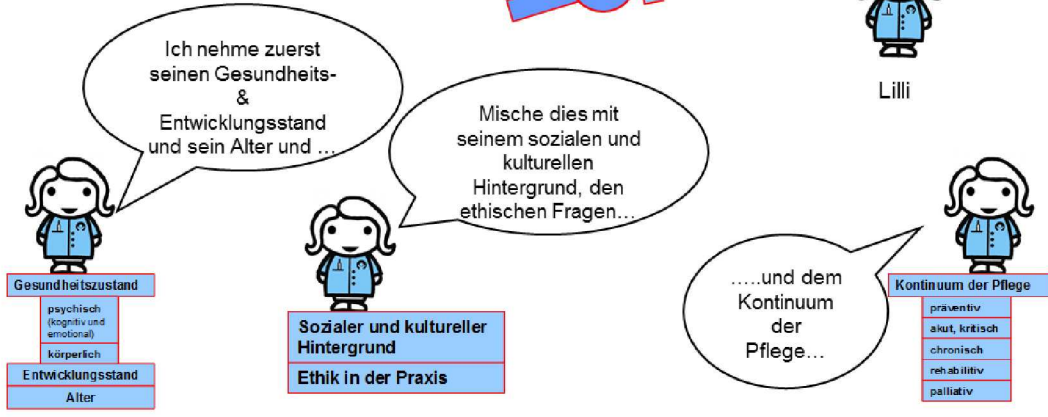 Ich nehme zuerst
seinen Gesundheits-
&
Entwicklungsstand
und sein Alter und …
Mische dies mit
seinem sozialen und
kulturellen
Hintergrund, den
ethischen Fragen…
Lilli
…..und dem
Kontinuum
der
Pflege…
Gesundheitszustand
psychisch
(kognitiv und
emotional)
körperlich
Entwicklungsstand
Alter
Sozialer und kultureller
Hintergrund
Ethik in der Praxis
Kontinuum der Pflege
präventiv
akut, kritisch
chronisch
rehabilitiv
palliativ